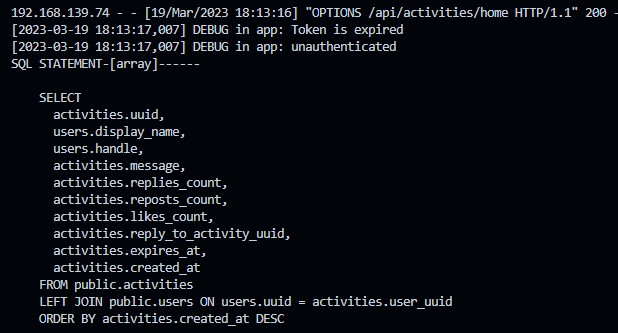 192.168.139.74 - - [19/Mar/2023 18:13:16] "OPTIONS /api/activities/home HTTP/1.1" 200 -
[2023-03-19 18:13:17,007] DEBUG in app: Token is expired
[2023-03-19 18:13:17,007] DEBUG in app: unauthenticated
SQL STATEMENT-[array]------
SELECT
activities.uuid,
users.display_name,
users.handle,
activities.message,
activities.replies_count,
activities.reposts_count,
activities.likes_count,
activities.reply_to_activity_uuid,
activities.expires_at,
activities.created_at
FROM public.activities
LEFT JOIN public.users ON users.uuid = activities.user_uuid
ORDER BY activities.created_at DESC